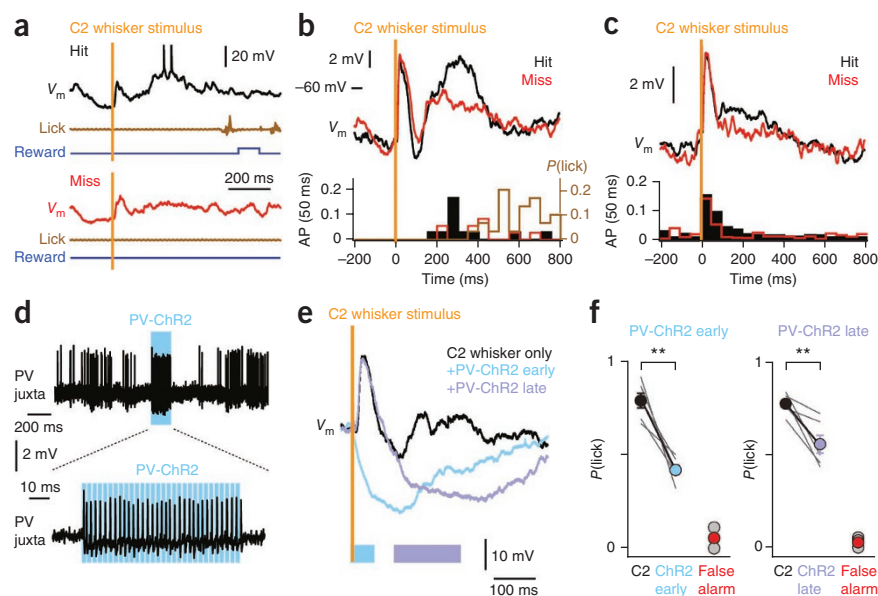 a
C2 whisker stimulus
Hit
20 mV
Vm
Lick
Reward
Miss
200 ms
Vm
Lick
Reward
b
C2 whisker stimulus
2 mV
Hit
Miss
−60 mV
Vm
P(lick)
AP (50 ms)
0.2
0.1
0
0.2
0.1
0
−200 0 200 400 600 800
Time (ms)
c
C2 whisker stimulus
Hit
Miss
2 mV
Vm
AP (50 ms)
0.2
0.1
0
−200 0 200 400 600 800
Time (ms)
d
PV-ChR2
PV
juxta
200 ms
2 mV
10 ms
PV-ChR2
PV
juxta
e
C2 whisker stimulus
C2 whisker only
+PV-ChR2 early
+PV-ChR2 late
Vm
10 mV
100 ms
f
PV-ChR2 early
**
1
P(lick)
0
C2 ChR2 False
early alarm
PV-ChR2 late
**
1
P(lick)
0
C2 ChR2 False
late alarm